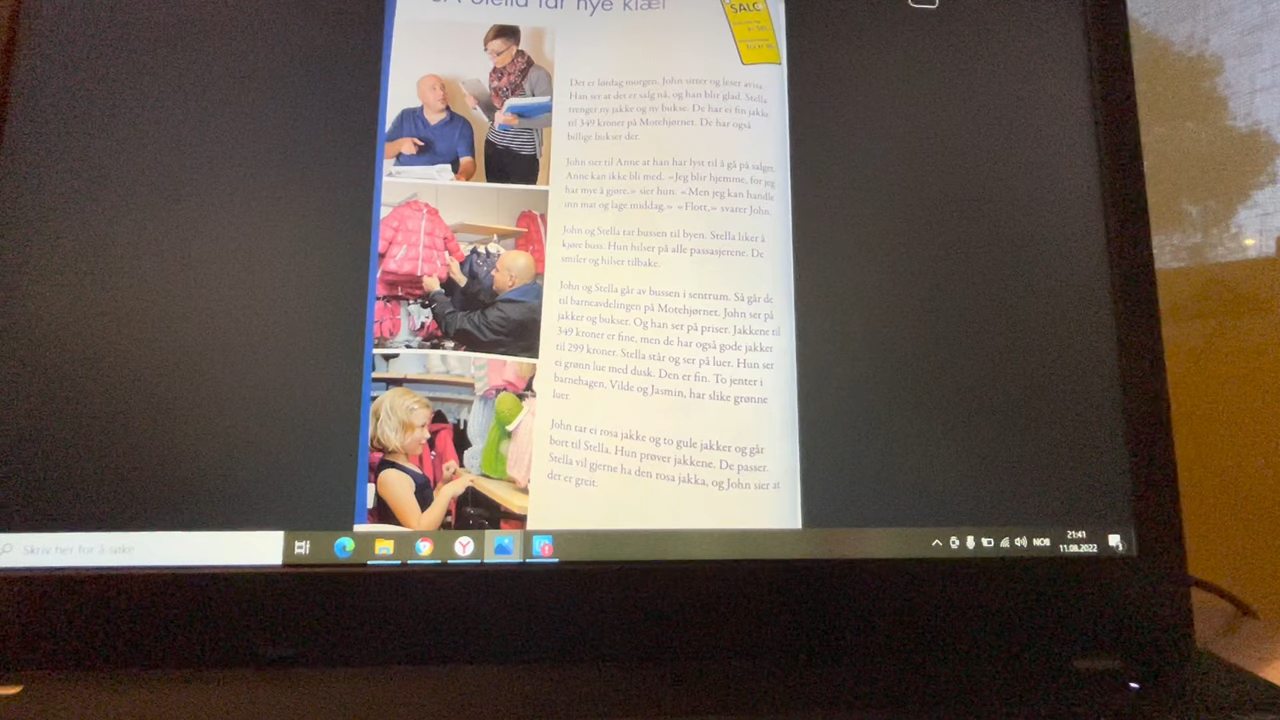 Stella får nye klær
SALG
Det er lørdag morgen. John sitter og leser avisa.
Han ser at det er salg nå, og han blir glad. Stella
trenger ny jakke og ny bukse. De har ei fin jakke
til 349 kroner på Motehjørnet. De har også
billige bukser der.
John sier til Anne at han har lyst til å gå på salget.
Anne kan ikke bli med. «Jeg blir hjemme, for jeg
har mye å gjøre,» sier hun. «Men jeg kan handle
inn mat og lage middag.» «Flott,» svarer John.
John og Stella tar bussen til byen. Stella liker å
kjøre buss. Hun hilser på alle passasjerene. De
smiler og hilser tilbake.
John og Stella går av bussen i sentrum. Så går de
til barneavdelingen på Motehjørnet. John ser på
jakker og bukser. Og han ser på priser. Jakkene til
349 kroner er fine, men de har også gode jakker
til 299 kroner. Stella står og ser på luer. Hun ser
ei grønn lue med dusk. Den er fin. To jenter i
barnehagen, Vilde og Jasmin, har slike grønne
luer.
John tar ei rosa jakke og to gule jakker og går
bort til Stella. Hun prøver jakkene. De passer.
Stella vil gjerne ha den rosa jakka, og John sier at
det er greit.
Skriv her for å søke
NOB
21:41
11.08.2022